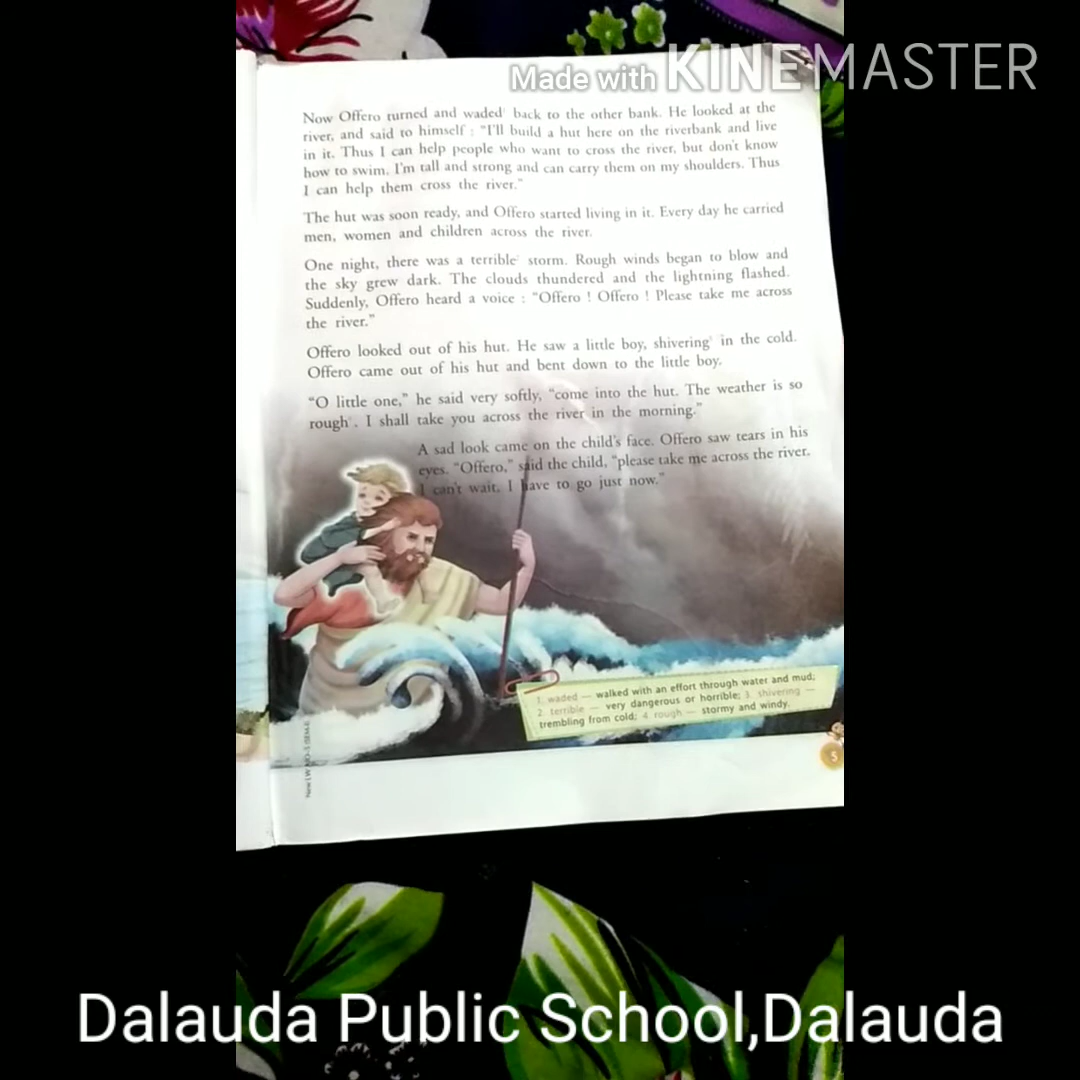 Made with KINEMASTER
Now Offero turned and waded¹ back to the other bank. He looked at the
river, and said to himself : "I'll build a hut here on the riverbank and live
in it. Thus I can help people who want to cross the river, but don't know
how to swim. I'm tall and strong and can carry them on my shoulders. Thus
I can help them cross the river."
The hut was soon ready, and Offero started living in it. Every day he carried
men, women and children across the river.
One night, there was a terrible² storm. Rough winds began to blow and
the sky grew dark. The clouds thundered and the lightning flashed.
Suddenly, Offero heard a voice : "Offero ! Offero ! Please take me across
the river."
Offero looked out of his hut. He saw a little boy, shivering³ in the cold.
Offero came out of his hut and bent down to the little boy.
"O little one," he said very softly, "come into the hut. The weather is so
rough⁴. I shall take you across the river in the morning."
A sad look came on the child's face. Offero saw tears in his
eyes. "Offero," said the child, "please take me across the river.
I can't wait. I have to go just now."
1. waded — walked with an effort through water and mud;
2. terrible — very dangerous or horrible; 3. shivering —
trembling from cold; 4. rough — stormy and windy.
5
Dalauda Public School,Dalauda